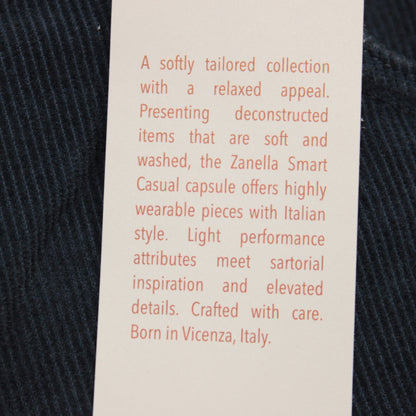 A softly tailored collection
with a relaxed appeal.
Presenting deconstructed
items that are soft and
washed, the Zanella Smart
Casual capsule offers highly
wearable pieces with Italian
style. Light performance
attributes meet sartorial
inspiration and elevated
details. Crafted with care.
Born in Vicenza, Italy.